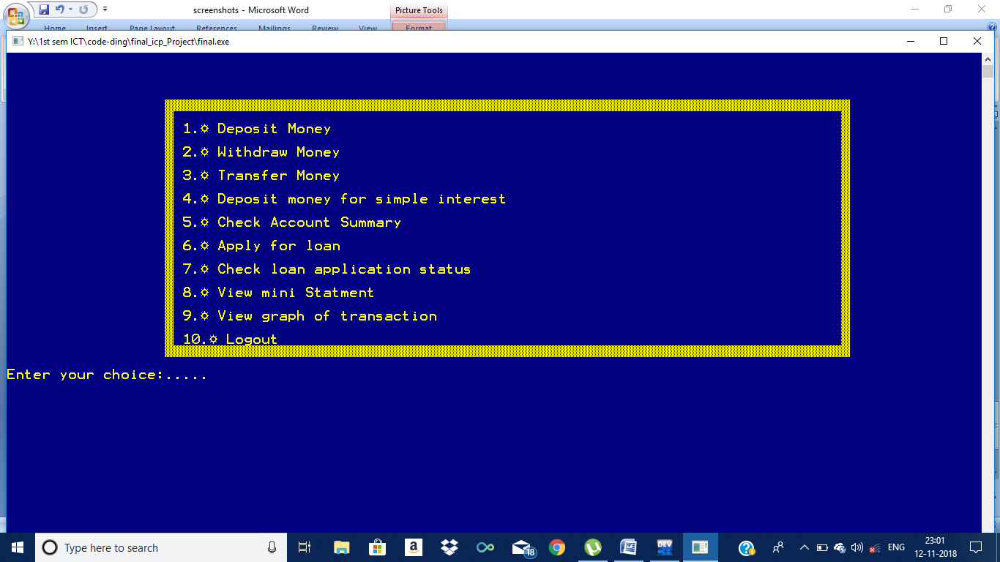 screenshots - Microsoft Word
Picture Tools
Home Insert Page Layout References Mailings Review View Format
Y:\1st sem ICT\code-ding\final_icp_Project\final.exe
1.☼ Deposit Money
2.☼ Withdraw Money
3.☼ Transfer Money
4.☼ Deposit money for simple interest
5.☼ Check Account Summary
6.☼ Apply for loan
7.☼ Check loan application status
8.☼ View mini Statment
9.☼ View graph of transaction
10.☼ Logout
Enter your choice:.....
Type here to search
18
DEV
ENG
23:01
12-11-2018